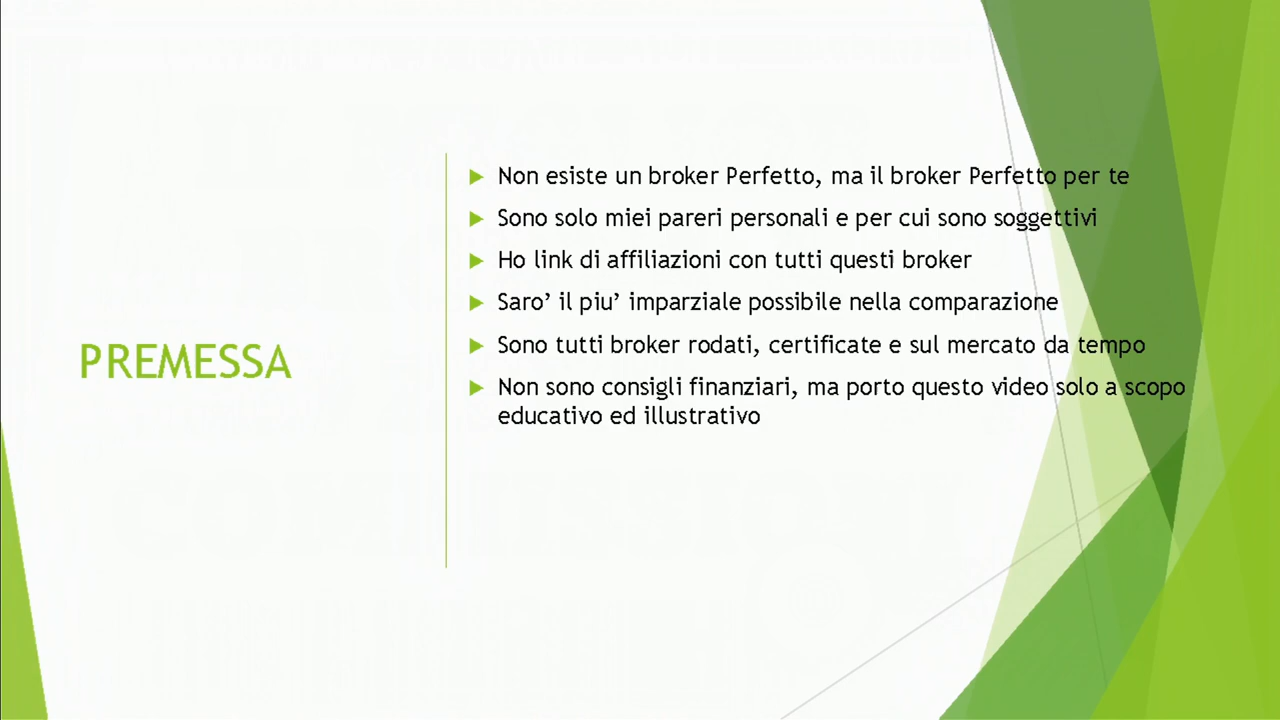 PREMESSA
Non esiste un broker Perfetto, ma il broker Perfetto per te
Sono solo miei pareri personali e per cui sono soggettivi
Ho link di affiliazioni con tutti questi broker
Saro’ il piu’ imparziale possibile nella comparazione
Sono tutti broker rodati, certificate e sul mercato da tempo
Non sono consigli finanziari, ma porto questo video solo a scopo
educativo ed illustrativo